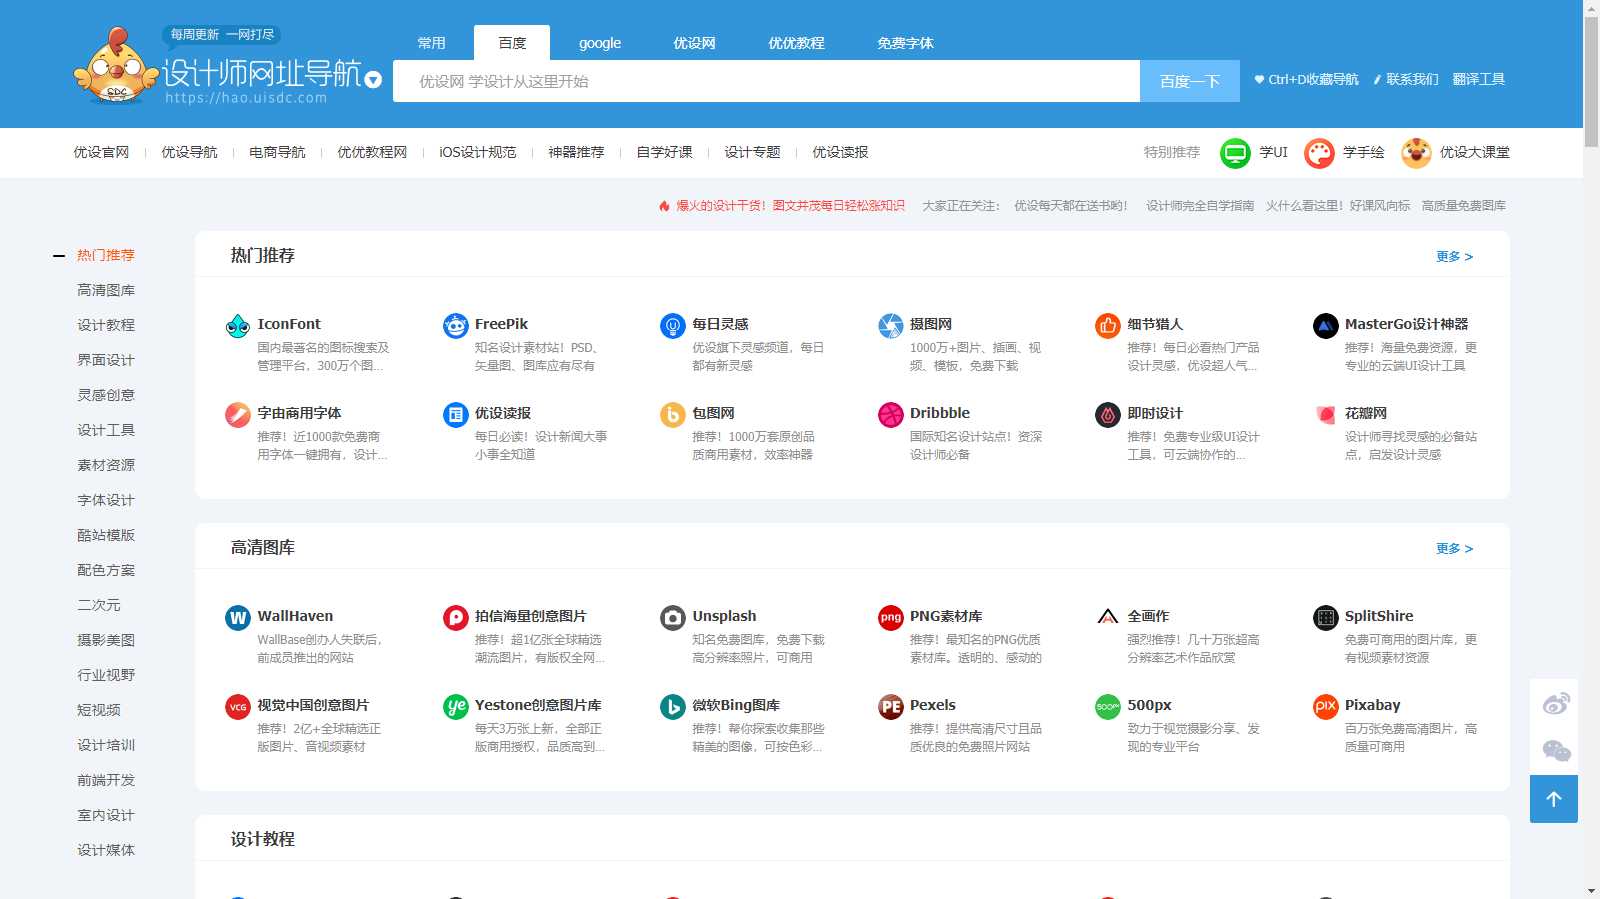 每周更新 一网打尽
SDC
设计师网址导航
https://hao.uisdc.com
常用 百度 google 优设网 优优教程 免费字体
优设网 学设计从这里开始 百度一下
Ctrl+D收藏导航 联系我们 翻译工具
优设官网 优设导航 电商导航 优优教程网 iOS设计规范 神器推荐 自学好课 设计专题 优设读报
特别推荐 学UI 学手绘 优设大课堂
爆火的设计干货！图文并茂每日轻松涨知识 大家正在关注： 优设每天都在送书哟！ 设计师完全自学指南 火什么看这里！好课风向标 高质量免费图库
热门推荐
高清图库
设计教程
界面设计
灵感创意
设计工具
素材资源
字体设计
酷站模版
配色方案
二次元
摄影美图
行业视野
短视频
设计培训
前端开发
室内设计
设计媒体
热门推荐 更多 >
IconFont
国内最著名的图标搜索及
管理平台，300万个图...
FreePik
知名设计素材站！PSD、
矢量图、图库应有尽有
每日灵感
优设旗下灵感频道，每日
都有新灵感
摄图网
1000万+图片、插画、视
频、模板，免费下载
细节猎人
推荐！每日必看热门产品
设计灵感，优设超人气...
MasterGo设计神器
推荐！海量免费资源，更
专业的云端UI设计工具
字由商用字体
推荐！近1000款免费商
用字体一键拥有，设计...
优设读报
每日必读！设计新闻大事
小事全知道
包图网
推荐！1000万套原创品
质商用素材，效率神器
Dribbble
国际知名设计站点！资深
设计师必备
即时设计
推荐！免费专业级UI设计
工具，可云端协作的...
花瓣网
设计师寻找灵感的必备站
点，启发设计灵感
高清图库 更多 >
W
WallHaven
WallBase创办人失联后，
前成员推出的网站
拍信海量创意图片
推荐！超1亿张全球精选
潮流图片，有版权全网...
Unsplash
知名免费图库，免费下载
高分辨率照片，可商用
png
PNG素材库
推荐！最知名的PNG优质
素材库。透明的、感动的
全画作
强烈推荐！几十万张超高
分辨率艺术作品欣赏
SplitShire
免费可商用的图片库，更
有视频素材资源
VCG
视觉中国创意图片
推荐！2亿+全球精选正
版图片、音视频素材
ye
Yestone创意图片库
每天3万张上新，全部正
版商用授权，品质高到...
微软Bing图库
推荐！帮你探索收集那些
精美的图像，可按色彩...
PE
Pexels
推荐！提供高清尺寸且品
质优良的免费照片网站
500px
500px
致力于视觉摄影分享、发
现的专业平台
PIX
Pixabay
百万张免费高清图片，高
质量可商用
设计教程